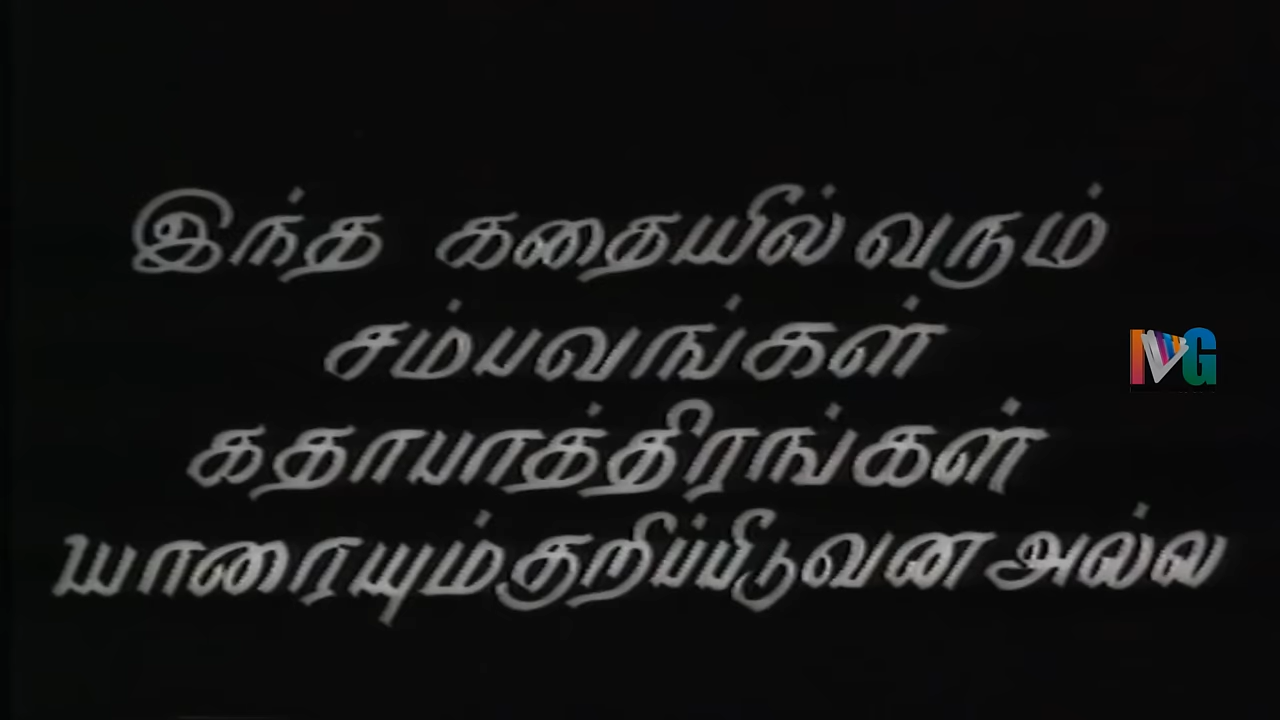 இந்த கதையில் வரும்
சம்பவங்கள்
கதாபாத்திரங்கள்
யாரையும் குறிப்பிடுவன அல்ல